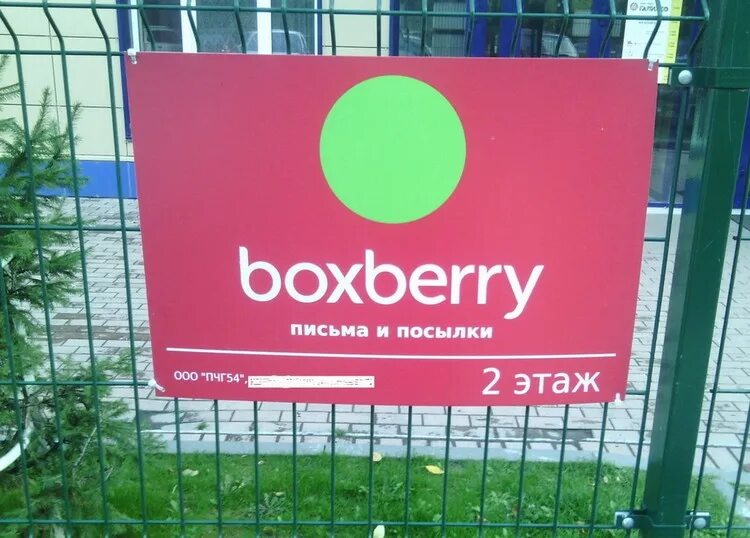 boxberry
письма и посылки
ООО "ПЧГ54",
2 этаж